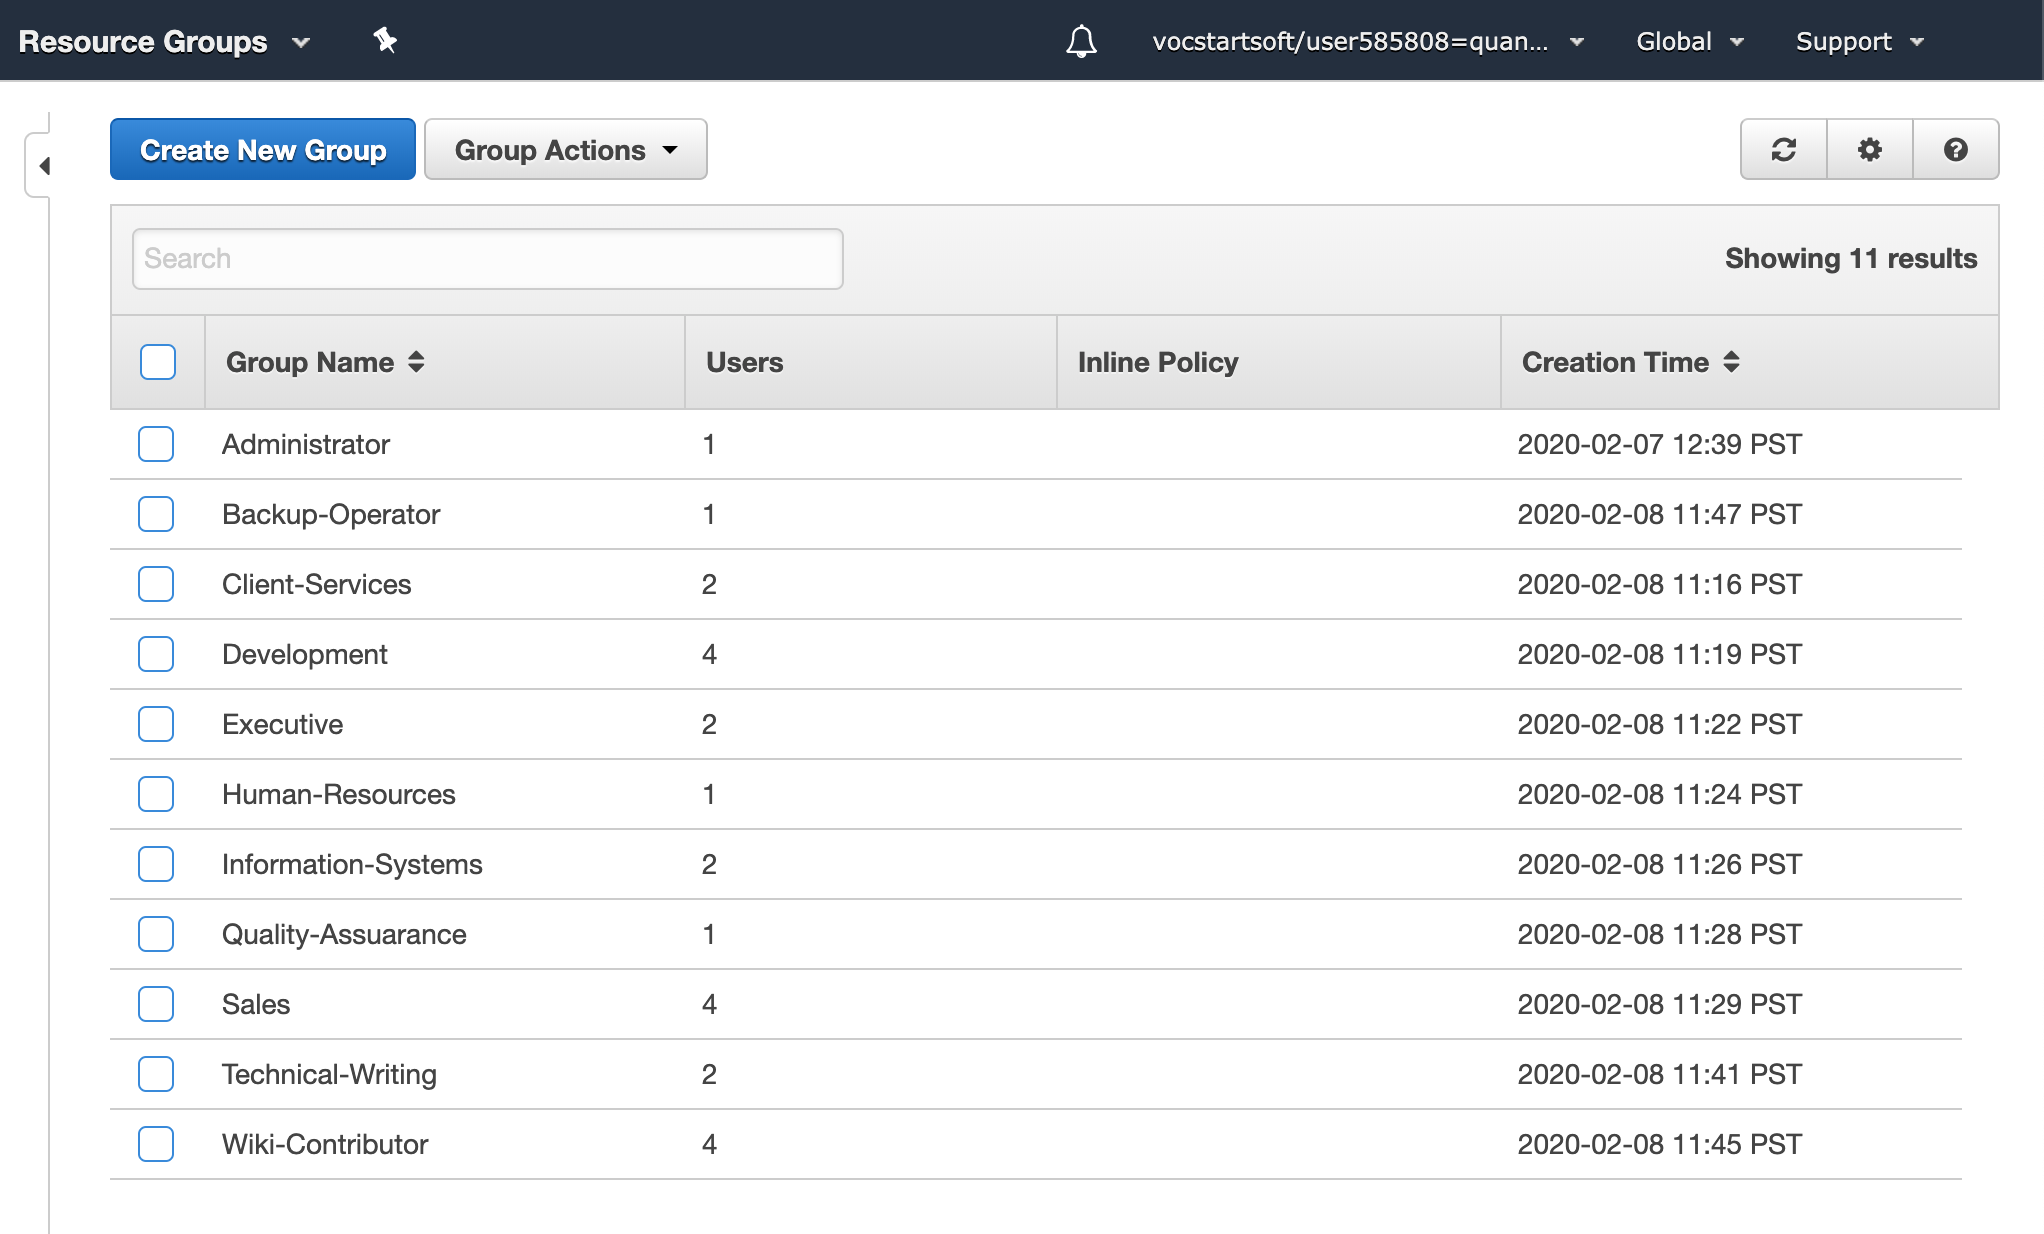 Resource Groups vocstartsoft/user585808=quan... Global Support
Create New Group Group Actions
Search Showing 11 results
Group Name Users Inline Policy Creation Time
Administrator 1 2020-02-07 12:39 PST
Backup-Operator 1 2020-02-08 11:47 PST
Client-Services 2 2020-02-08 11:16 PST
Development 4 2020-02-08 11:19 PST
Executive 2 2020-02-08 11:22 PST
Human-Resources 1 2020-02-08 11:24 PST
Information-Systems 2 2020-02-08 11:26 PST
Quality-Assuarance 1 2020-02-08 11:28 PST
Sales 4 2020-02-08 11:29 PST
Technical-Writing 2 2020-02-08 11:41 PST
Wiki-Contributor 4 2020-02-08 11:45 PST